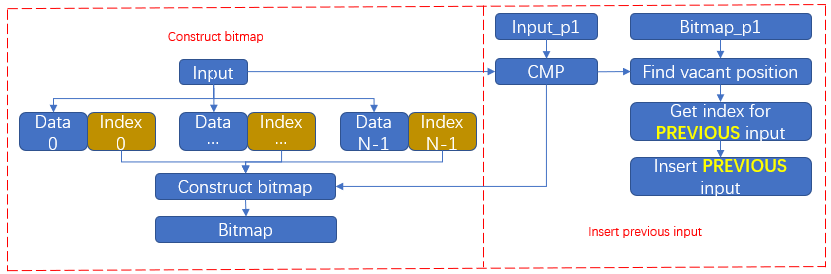 Construct bitmap
Input
Data
0
Index
0
Data
...
Index
...
Data
N-1
Index
N-1
Construct bitmap
Bitmap
Input_p1
Bitmap_p1
CMP
Find vacant position
Get index for
PREVIOUS input
Insert PREVIOUS
input
Insert previous input